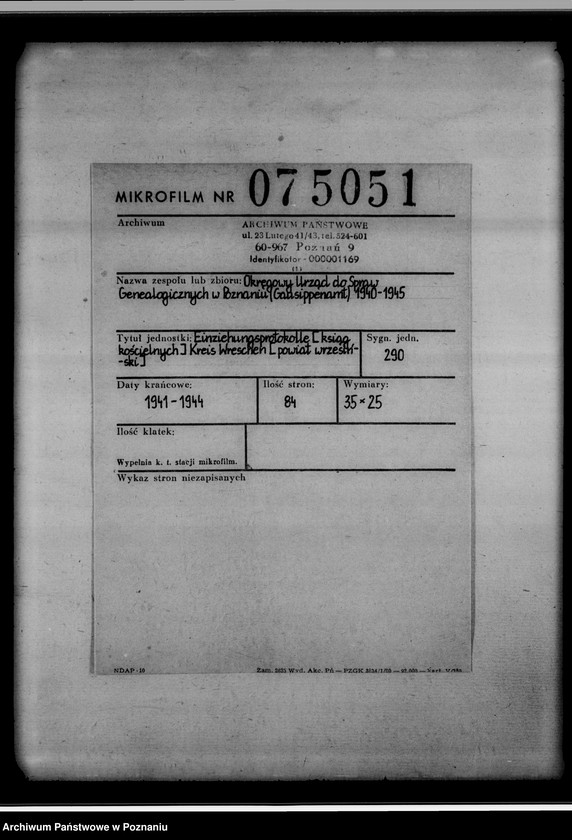 MIKROFILM NR 075051
Archiwum
ARCHIWUM PAŃSTWOWE
ul. 23 Lutego 41/43, tel. 524-601
60-967 Poznań 9
Identyfikator - 000001169
(1)
Nazwa zespołu lub zbioru: Okręgowy Urząd do Spraw
Genealogicznych w Poznaniu (Gausippenamt) 1940-1945
Tytuł jednostki: Einziehungsprotokolle [ksiąg
kościelnych] Kreis Wreschen [powiat wrzesiń-
-ski]
Sygn. jedn.
290
Daty krańcowe:
1941-1944
Ilość stron:
84
Wymiary:
35 × 25
Ilość klatek:
Wypełnia k. t. stacji mikrofilm.
Wykaz stron niezapisanych
NDAP-10
Archiwum Państwowe w Poznaniu